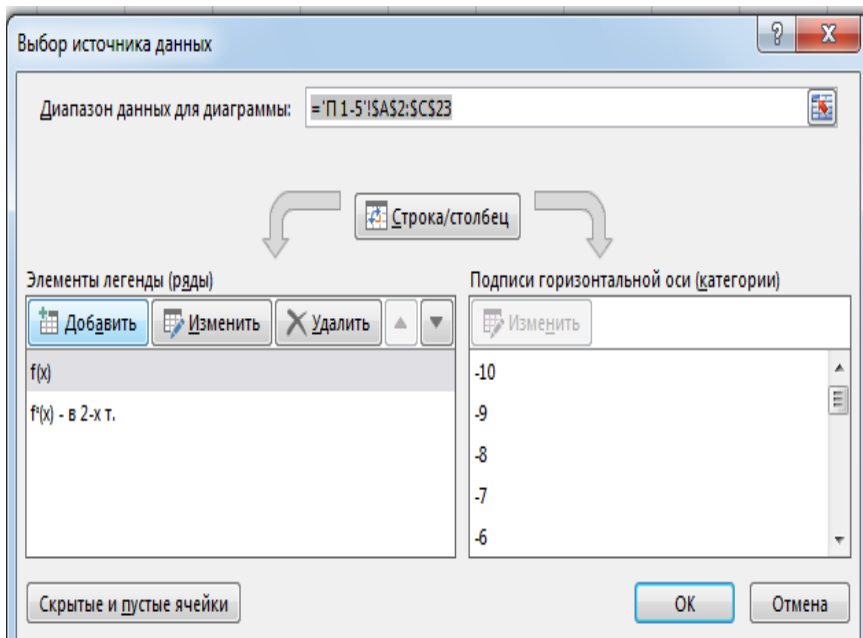 Выбор источника данных
Диапазон данных для диаграммы: ='П 1-5'!$A$2:$C$23
Строка/столбец
Элементы легенды (ряды)
Добавить Изменить Удалить
f(x)
f'(x) - в 2-х т.
Подписи горизонтальной оси (категории)
Изменить
-10
-9
-8
-7
-6
Скрытые и пустые ячейки
ОК Отмена